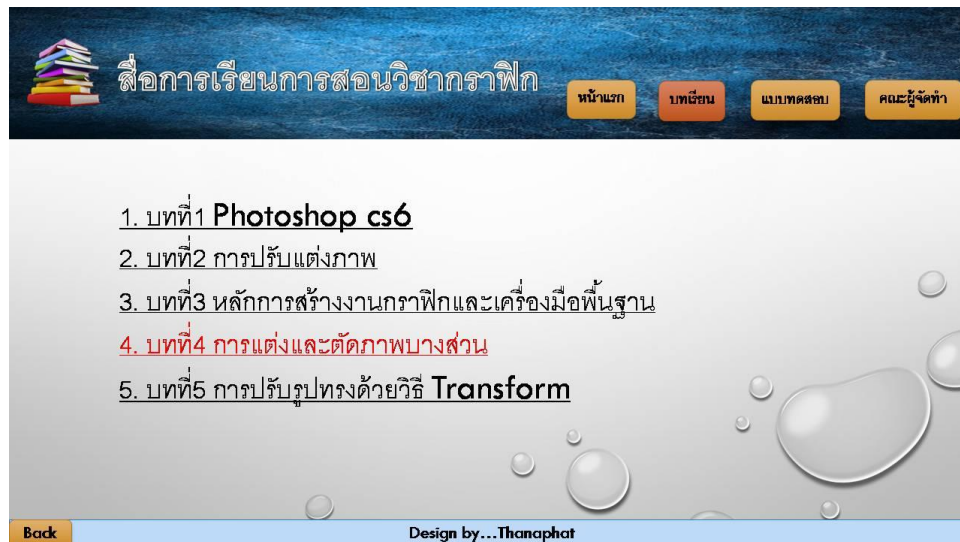 สื่อการเรียนการสอนวิชากราฟิก
หน้าแรก
บทเรียน
แบบทดสอบ
คณะผู้จัดทำ
1. บทที่1 Photoshop cs6
2. บทที่2 การปรับแต่งภาพ
3. บทที่3 หลักการสร้างงานกราฟิกและเครื่องมือพื้นฐาน
4. บทที่4 การแต่งและตัดภาพบางส่วน
5. บทที่5 การปรับรูปทรงด้วยวิธี Transform
Back
Design by...Thanaphat